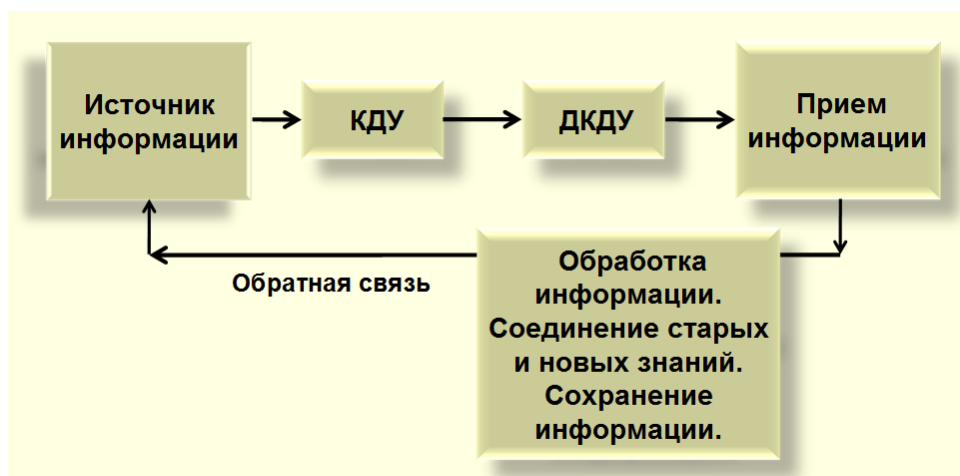 Источник
информации
КДУ
ДКДУ
Прием
информации
Обратная связь
Обработка
информации.
Соединение старых
и новых знаний.
Сохранение
информации.